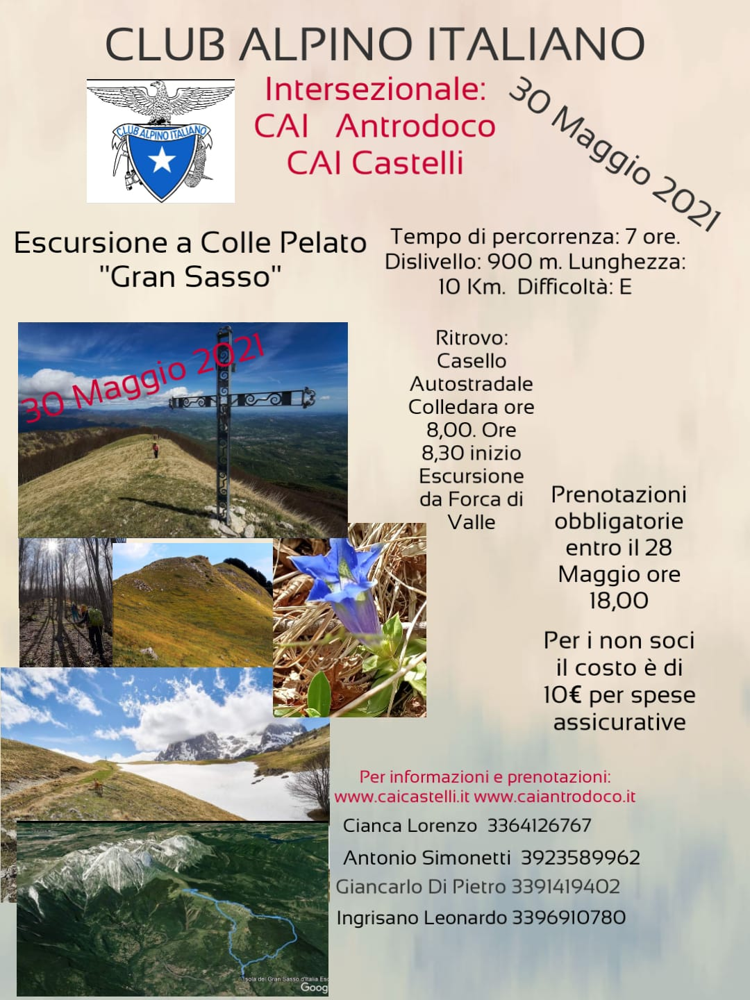 CLUB ALPINO ITALIANO
CLUB ALPINO ITALIANO
Intersezionale:
CAI Antrodoco
CAI Castelli
30 Maggio 2021
Escursione a Colle Pelato
"Gran Sasso"
Tempo di percorrenza: 7 ore.
Dislivello: 900 m. Lunghezza:
10 Km. Difficoltà: E
30 Maggio 2021
Ritrovo:
Casello
Autostradale
Colledara ore
8,00. Ore
8,30 inizio
Escursione
da Forca di
Valle
Prenotazioni
obbligatorie
entro il 28
Maggio ore
18,00
Per i non soci
il costo è di
10€ per spese
assicurative
Per informazioni e prenotazioni:
www.caicastelli.it www.caiantrodoco.it
Cianca Lorenzo 3364126767
Antonio Simonetti 3923589962
Giancarlo Di Pietro 3391419402
Ingrisano Leonardo 3396910780
Isola del Gran Sasso d'Italia Esc
Goog